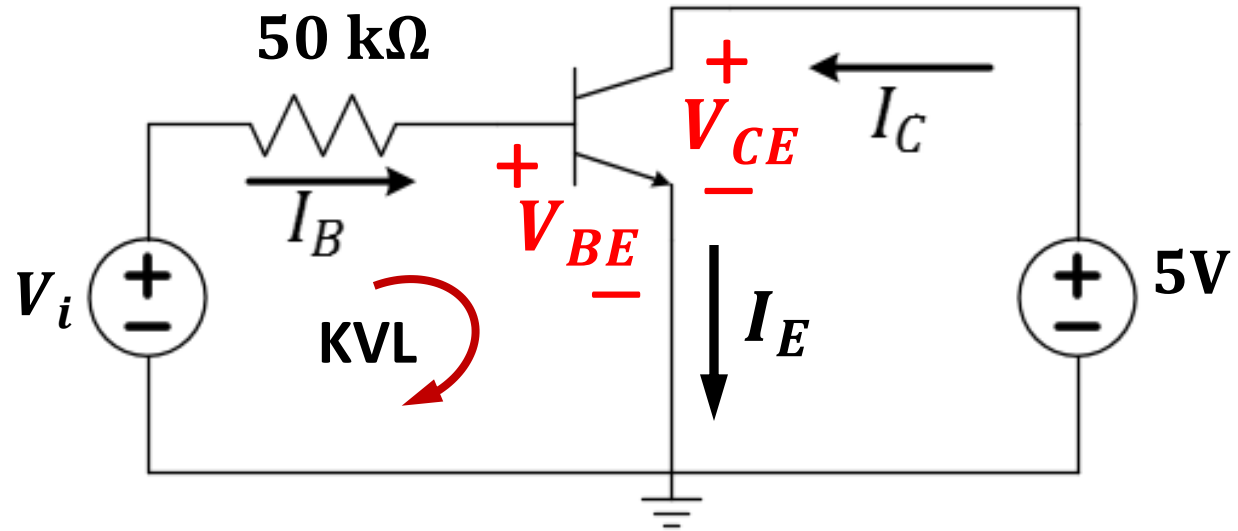 50 kΩ
+
V_CE
−
I_C
+
V_BE
−
I_B
V_i
+
−
KVL
I_E
+
−
5V